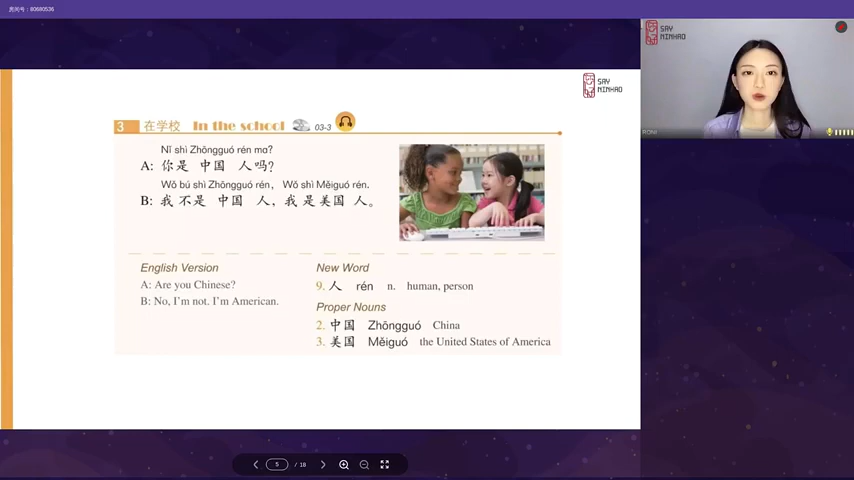 房间号：80680536
SAY
NINHAO
3 在学校 In the school 03-3
Nǐ shì Zhōngguó rén ma?
A: 你是 中国 人吗?
Wǒ bú shì Zhōngguó rén, Wǒ shì Měiguó rén.
B: 我 不是 中国 人, 我 是美国 人。
English Version
A: Are you Chinese?
B: No, I'm not. I'm American.
New Word
9. 人 rén n. human, person
Proper Nouns
2. 中国 Zhōngguó China
3. 美国 Měiguó the United States of America
SAY
NINHAO
RONI
5 / 18